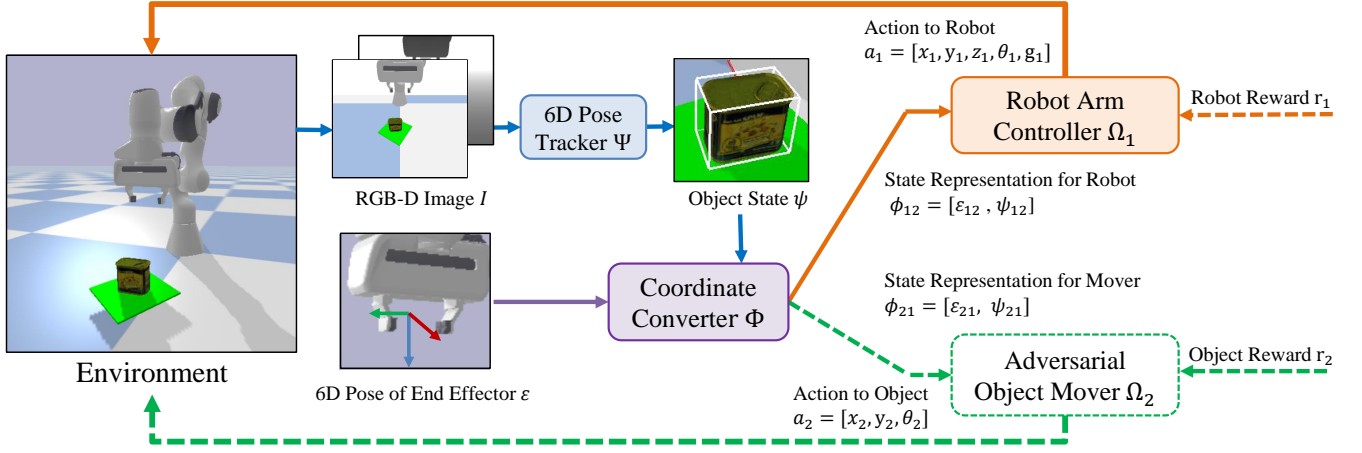 Action to Robot
a₁ = [x₁, y₁, z₁, θ₁, g₁]
6D Pose
Tracker Ψ
Robot Arm
Controller Ω₁
Robot Reward r₁
RGB-D Image I
Object State ψ
State Representation for Robot
ϕ₁₂ = [ε₁₂ , ψ₁₂]
Coordinate
Converter Φ
State Representation for Mover
ϕ₂₁ = [ε₂₁, ψ₂₁]
Environment
6D Pose of End Effector ε
Adversarial
Object Mover Ω₂
Object Reward r₂
Action to Object
a₂ = [x₂, y₂, θ₂]